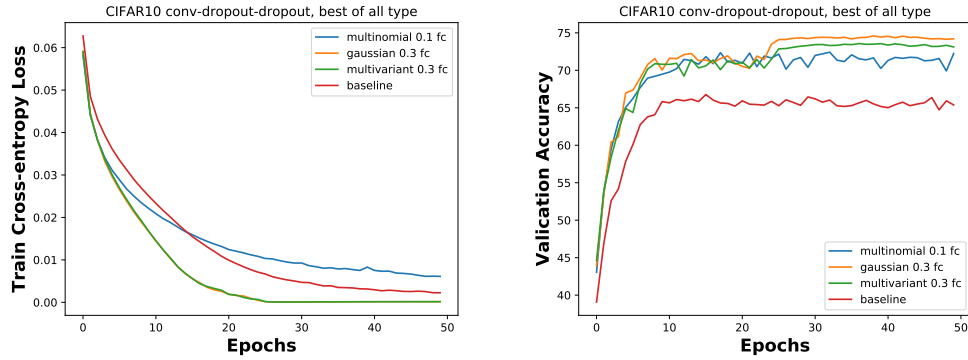 CIFAR10 conv-dropout-dropout, best of all type
Train Cross-entropy Loss
0.06
0.05
0.04
0.03
0.02
0.01
0.00
multinomial 0.1 fc
gaussian 0.3 fc
multivariant 0.3 fc
baseline
0
10
20
30
40
50
Epochs
CIFAR10 conv-dropout-dropout, best of all type
Valication Accuracy
75
70
65
60
55
50
45
40
multinomial 0.1 fc
gaussian 0.3 fc
multivariant 0.3 fc
baseline
0
10
20
30
40
50
Epochs